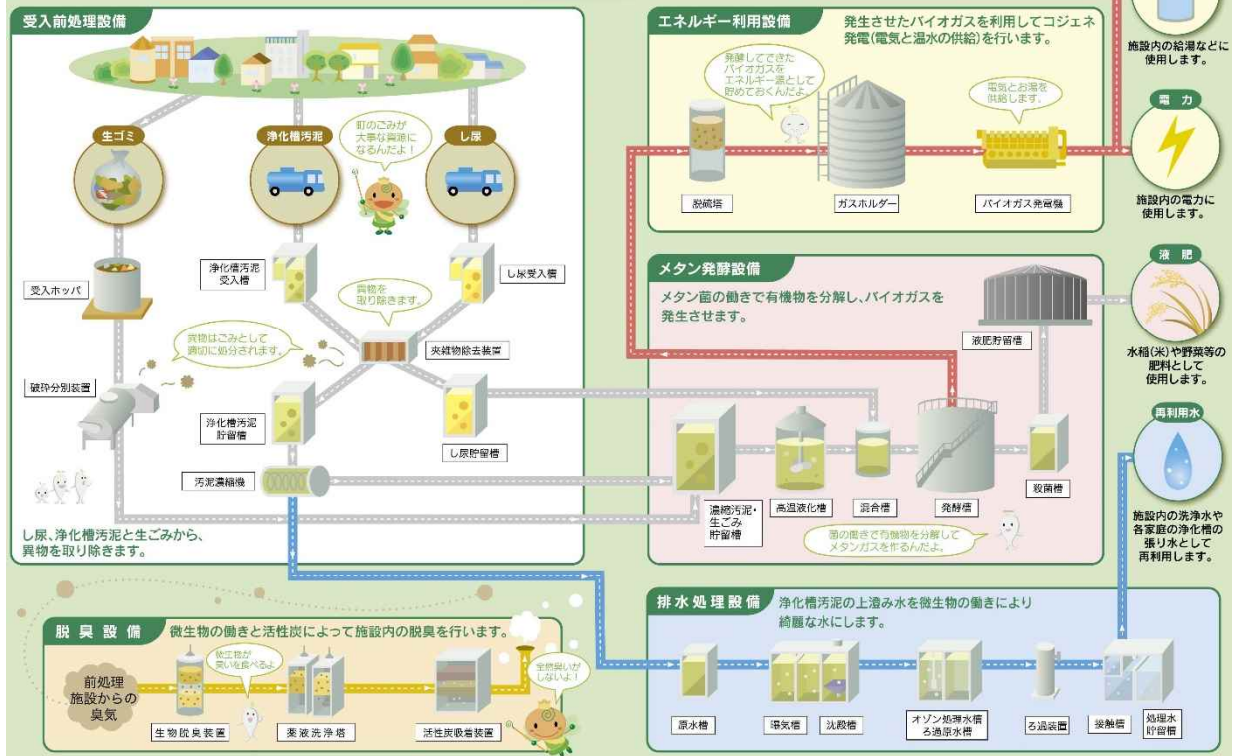 受入前処理設備
生ゴミ
浄化槽汚泥
し尿
町のごみが
大事な資源に
なるんだよ！
受入ホッパ
浄化槽汚泥
受入槽
し尿受入槽
異物を
取り除きます。
異物はごみとして
適切に処分されます。
夾雑物除去装置
破砕分別装置
浄化槽汚泥
貯留槽
し尿貯留槽
汚泥濃縮機
し尿、浄化槽汚泥と生ごみから、
異物を取り除きます。
エネルギー利用設備
発生させたバイオガスを利用してコジェネ
発電(電気と温水の供給)を行います。
発酵してできた
バイオガスを
エネルギー源として
貯めておくんだよ。
電気とお湯を
供給します。
脱硫塔
ガスホルダー
バイオガス発電機
メタン発酵設備
メタン菌の働きで有機物を分解し、バイオガスを
発生させます。
液肥貯留槽
濃縮汚泥・
生ごみ
貯留槽
高温液化槽
混合槽
発酵槽
殺菌槽
菌の働きで有機物を分解して
メタンガスを作るんだよ。
施設内の給湯などに
使用します。
電力
施設内の電力に
使用します。
液肥
水稲(米)や野菜等の
肥料として
使用します。
再利用水
施設内の洗浄水や
各家庭の浄化槽の
張り水として
再利用します。
脱臭設備
微生物の働きと活性炭によって施設内の脱臭を行います。
前処理
施設からの
臭気
微生物が
臭いを食べるよ
全然臭いが
しないよ！
生物脱臭装置
薬液洗浄塔
活性炭吸着装置
排水処理設備
浄化槽汚泥の上澄み水を微生物の働きにより
綺麗な水にします。
原水槽
曝気槽
沈殿槽
オゾン処理水槽
ろ過原水槽
ろ過装置
接触槽
処理水
貯留槽